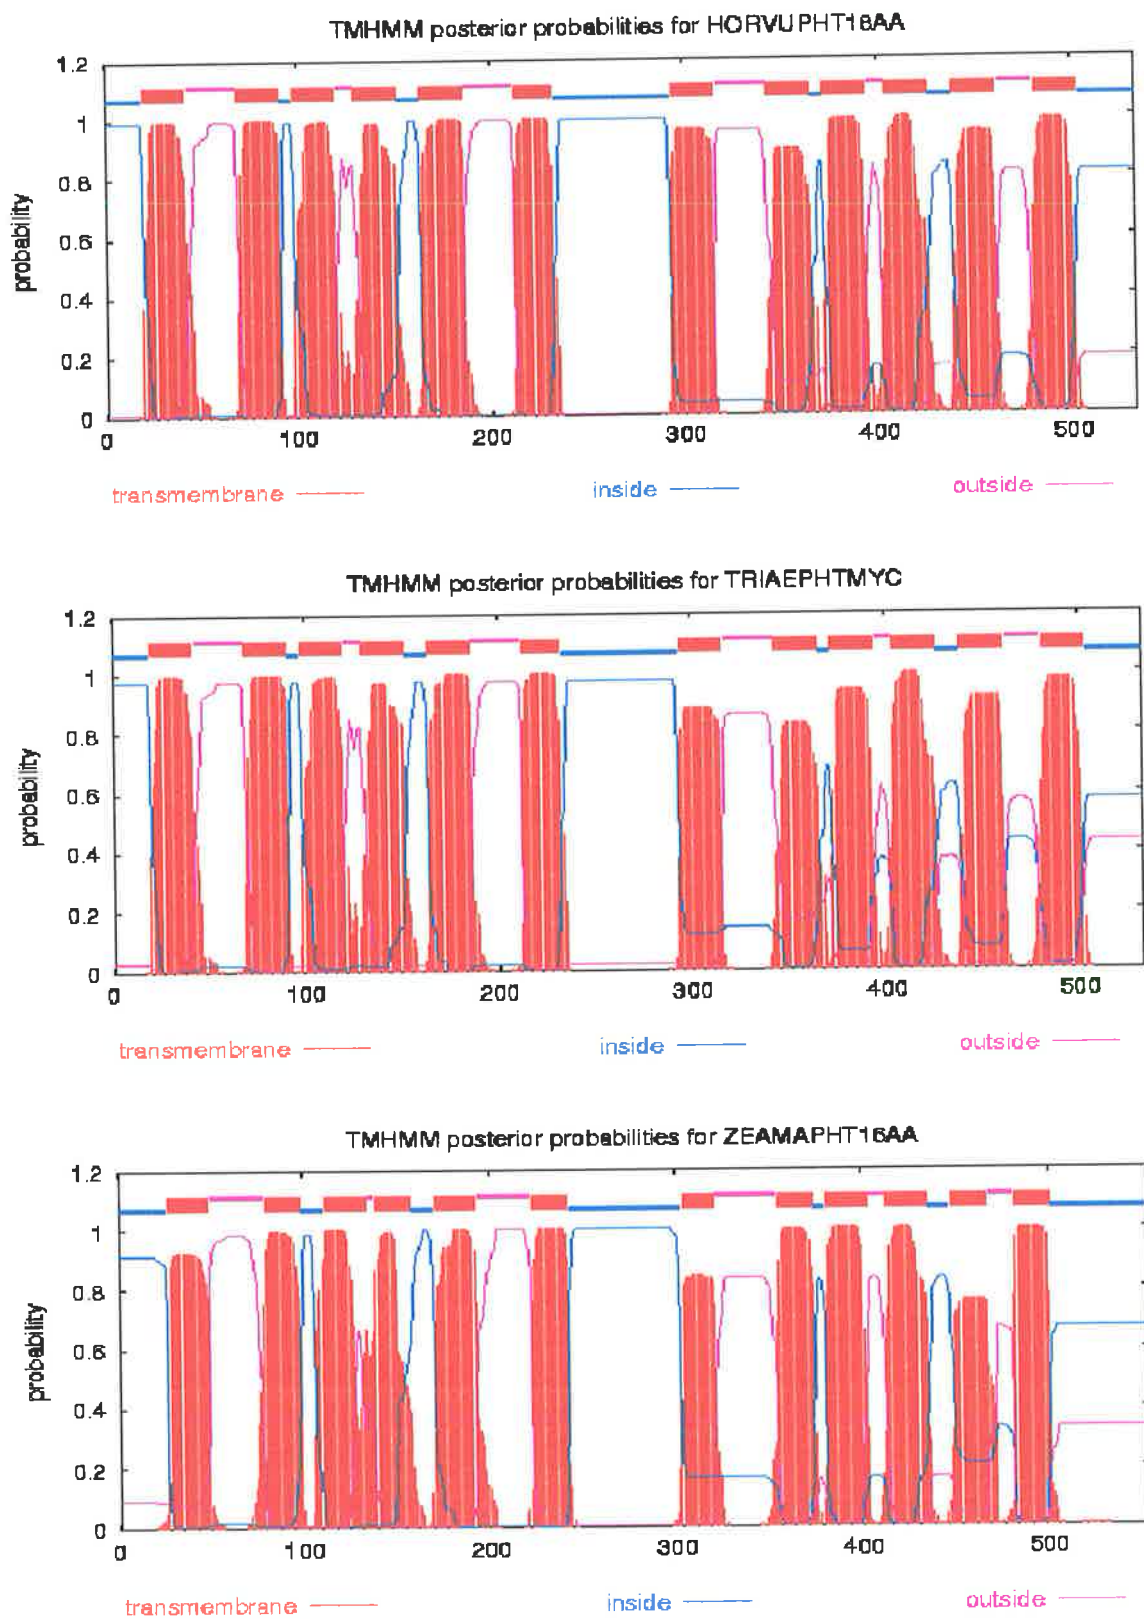 TMHMM posterior probabilities for HORVUPHT18AA
1.2
1
0.8
0.6
0.4
0.2
0
probability
0 100 200 300 400 500
transmembrane inside outside
TMHMM posterior probabilities for TRIAEPHTMYC
1.2
1
0.8
0.6
0.4
0.2
0
probability
0 100 200 300 400 500
transmembrane inside outside
TMHMM posterior probabilities for ZEAMAPHT16AA
1.2
1
0.8
0.6
0.4
0.2
0
probability
0 100 200 300 400 500
transmembrane inside outside